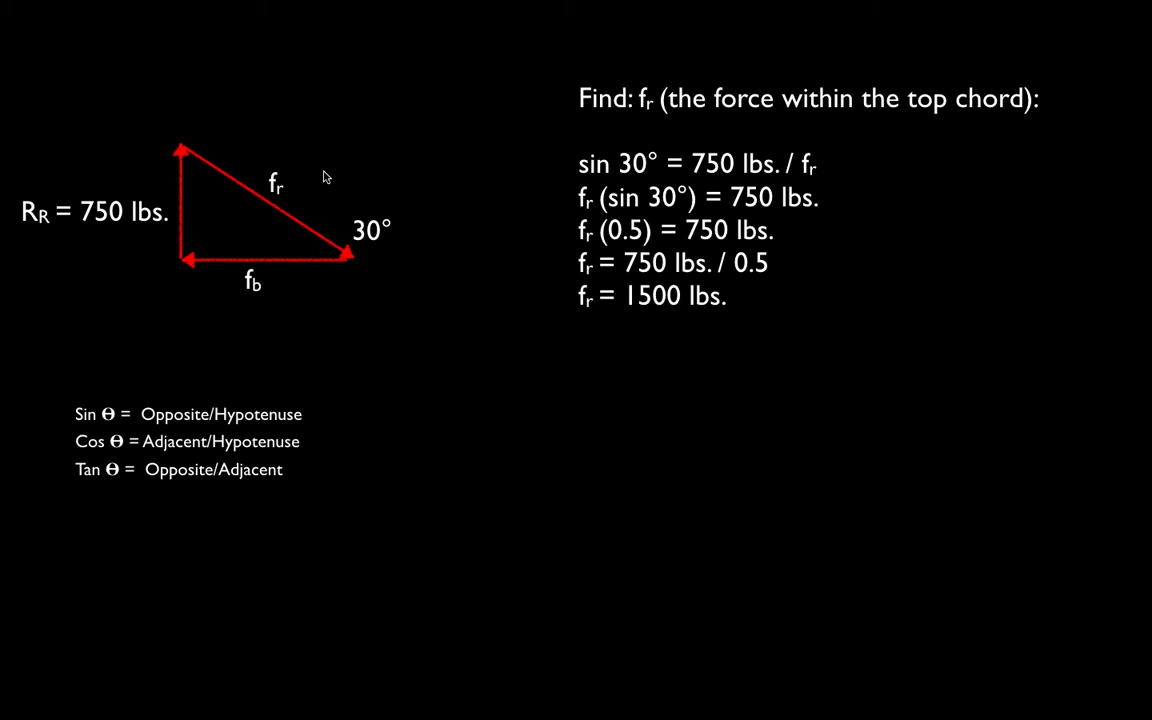 Find: fr (the force within the top chord):
sin 30° = 750 lbs. / fr
fr (sin 30°) = 750 lbs.
fr (0.5) = 750 lbs.
fr = 750 lbs. / 0.5
fr = 1500 lbs.
fr
RR = 750 lbs.
30°
fb
Sin Θ = Opposite/Hypotenuse
Cos Θ = Adjacent/Hypotenuse
Tan Θ = Opposite/Adjacent